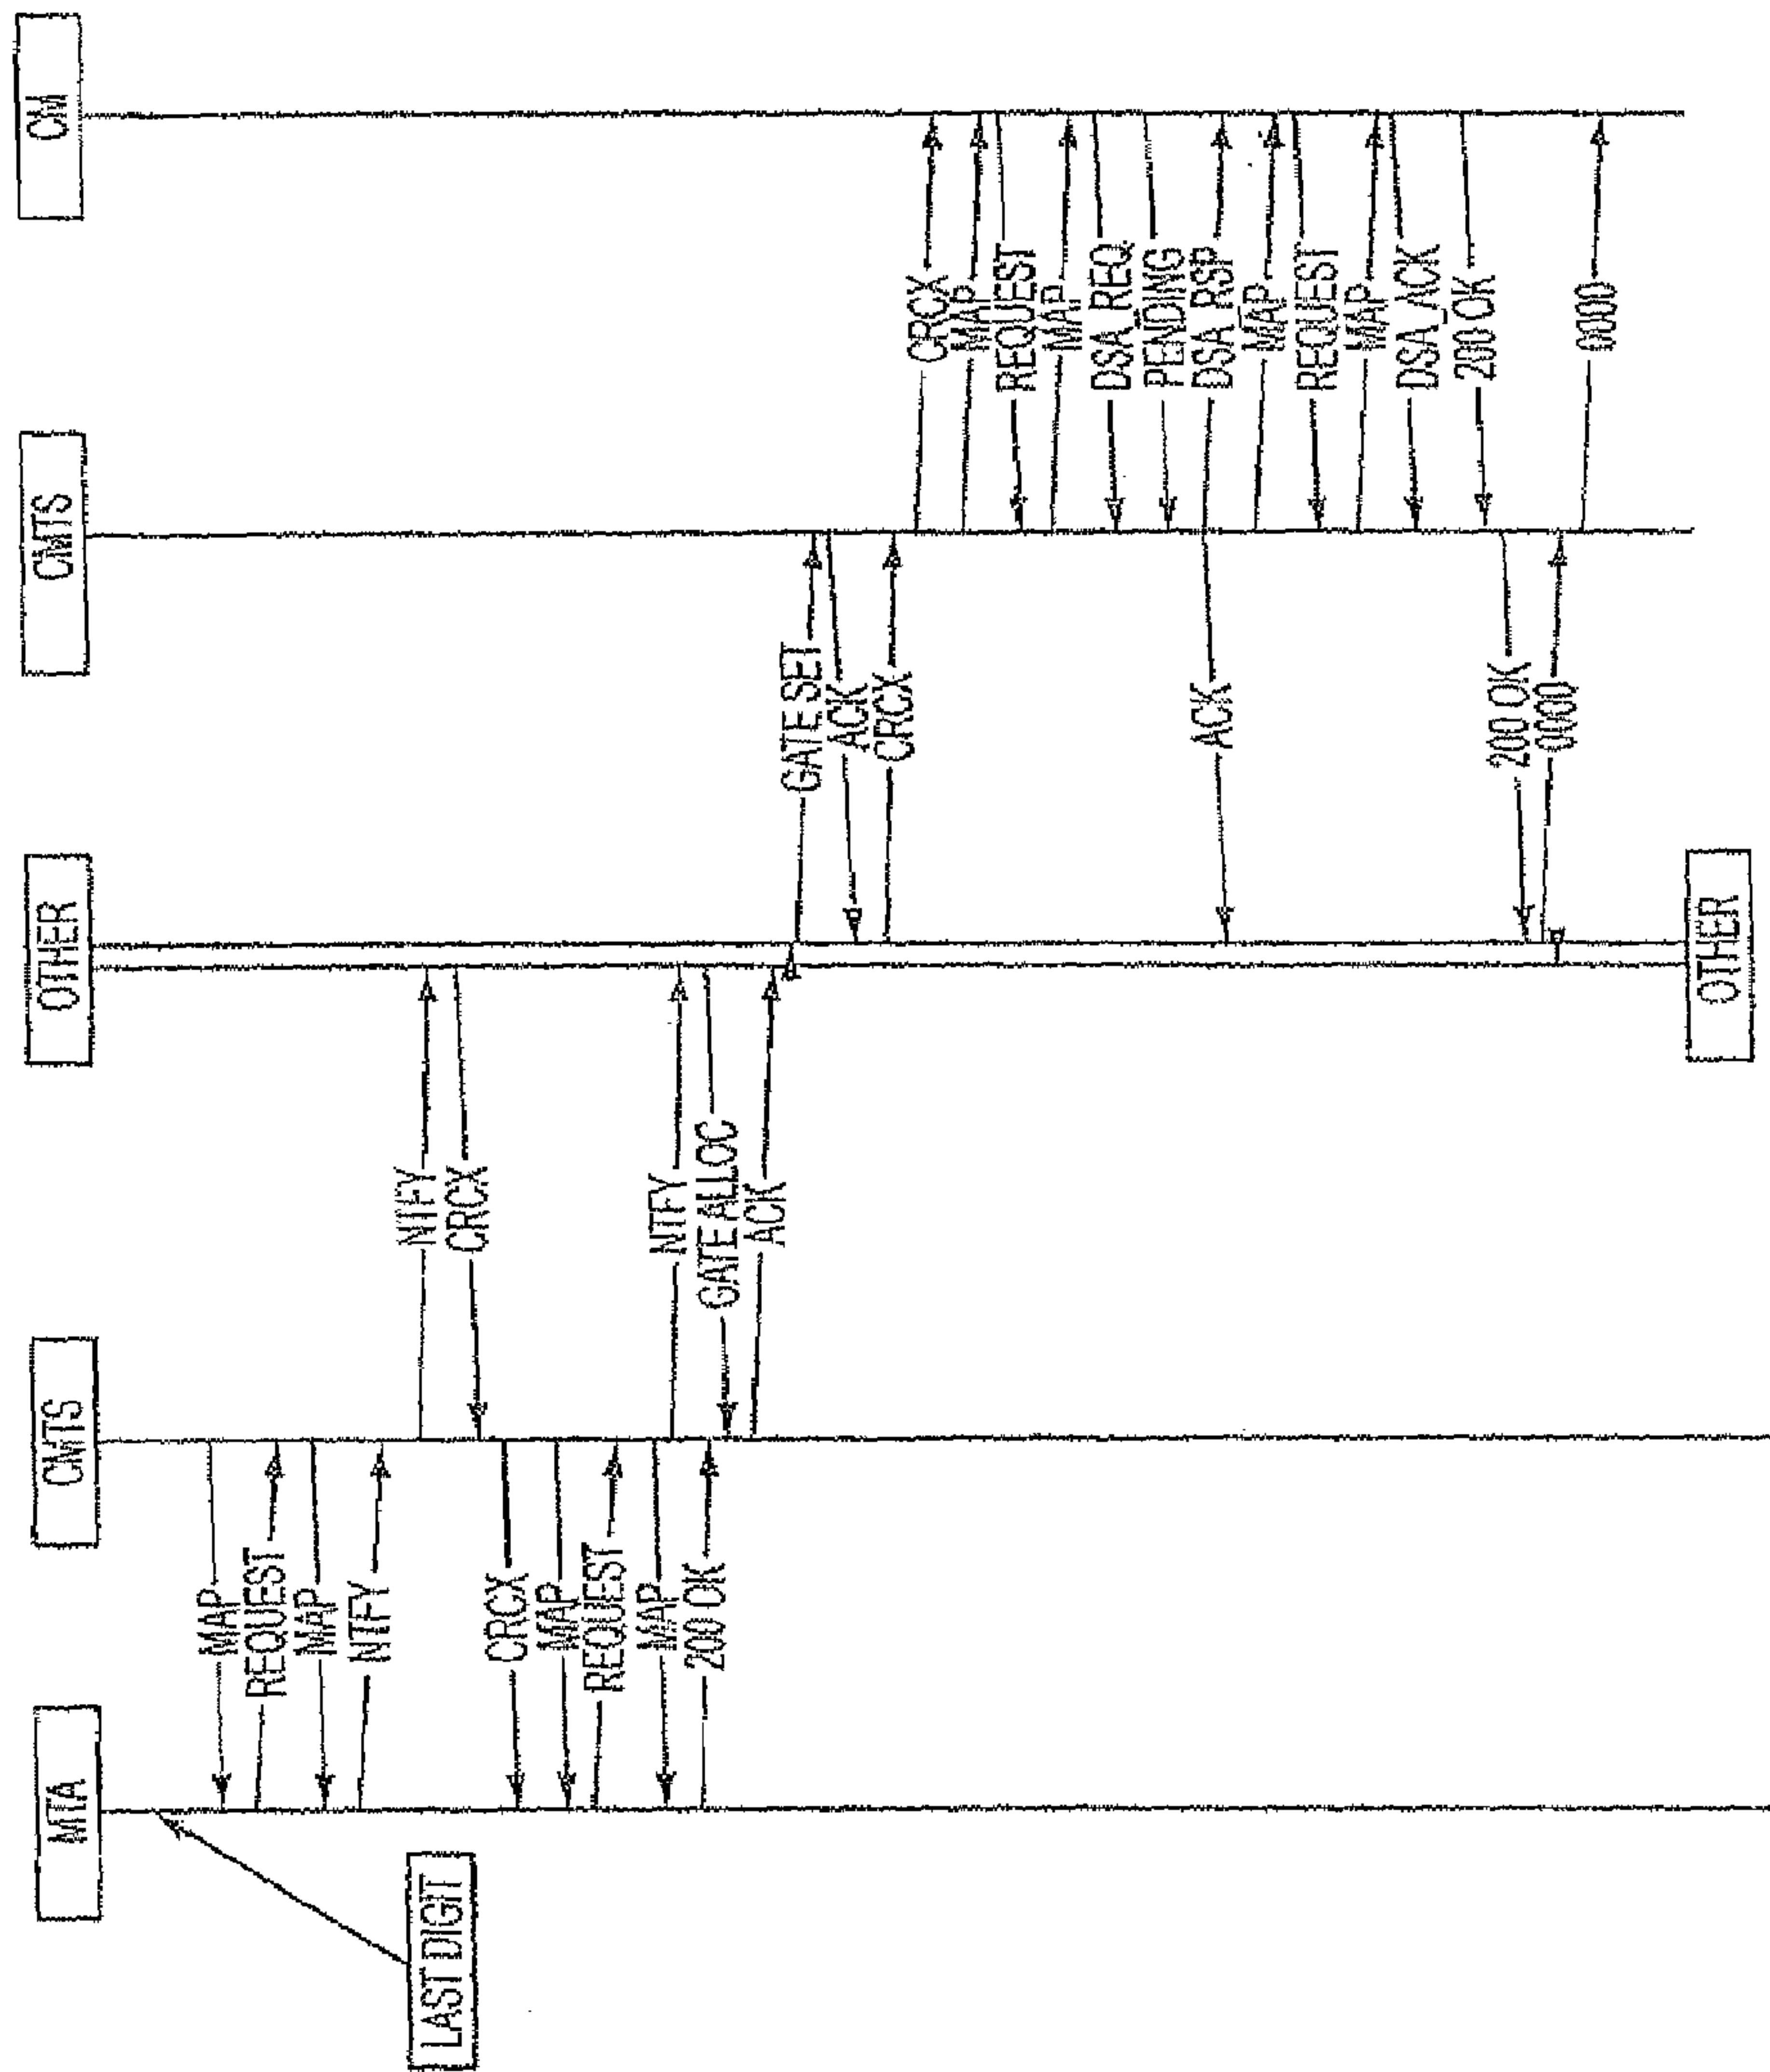 MTA
CMTS
OTHER
CMTS
CM
LAST DIGIT
MAP
REQUEST
MAP
NTFY
CRCX
MAP
REQUEST
MAP
200 OK
NTFY
CRCX
NTFY
GATE ALLOC
ACK
GATE SET
ACK
CRCX
ACK
200 OK
0000
CRCX
MAP
REQUEST
MAP
DSA_REQ
PENDING
DSA_RSP
MAP
REQUEST
MAP
DSA_ACK
200 OK
0000
OTHER